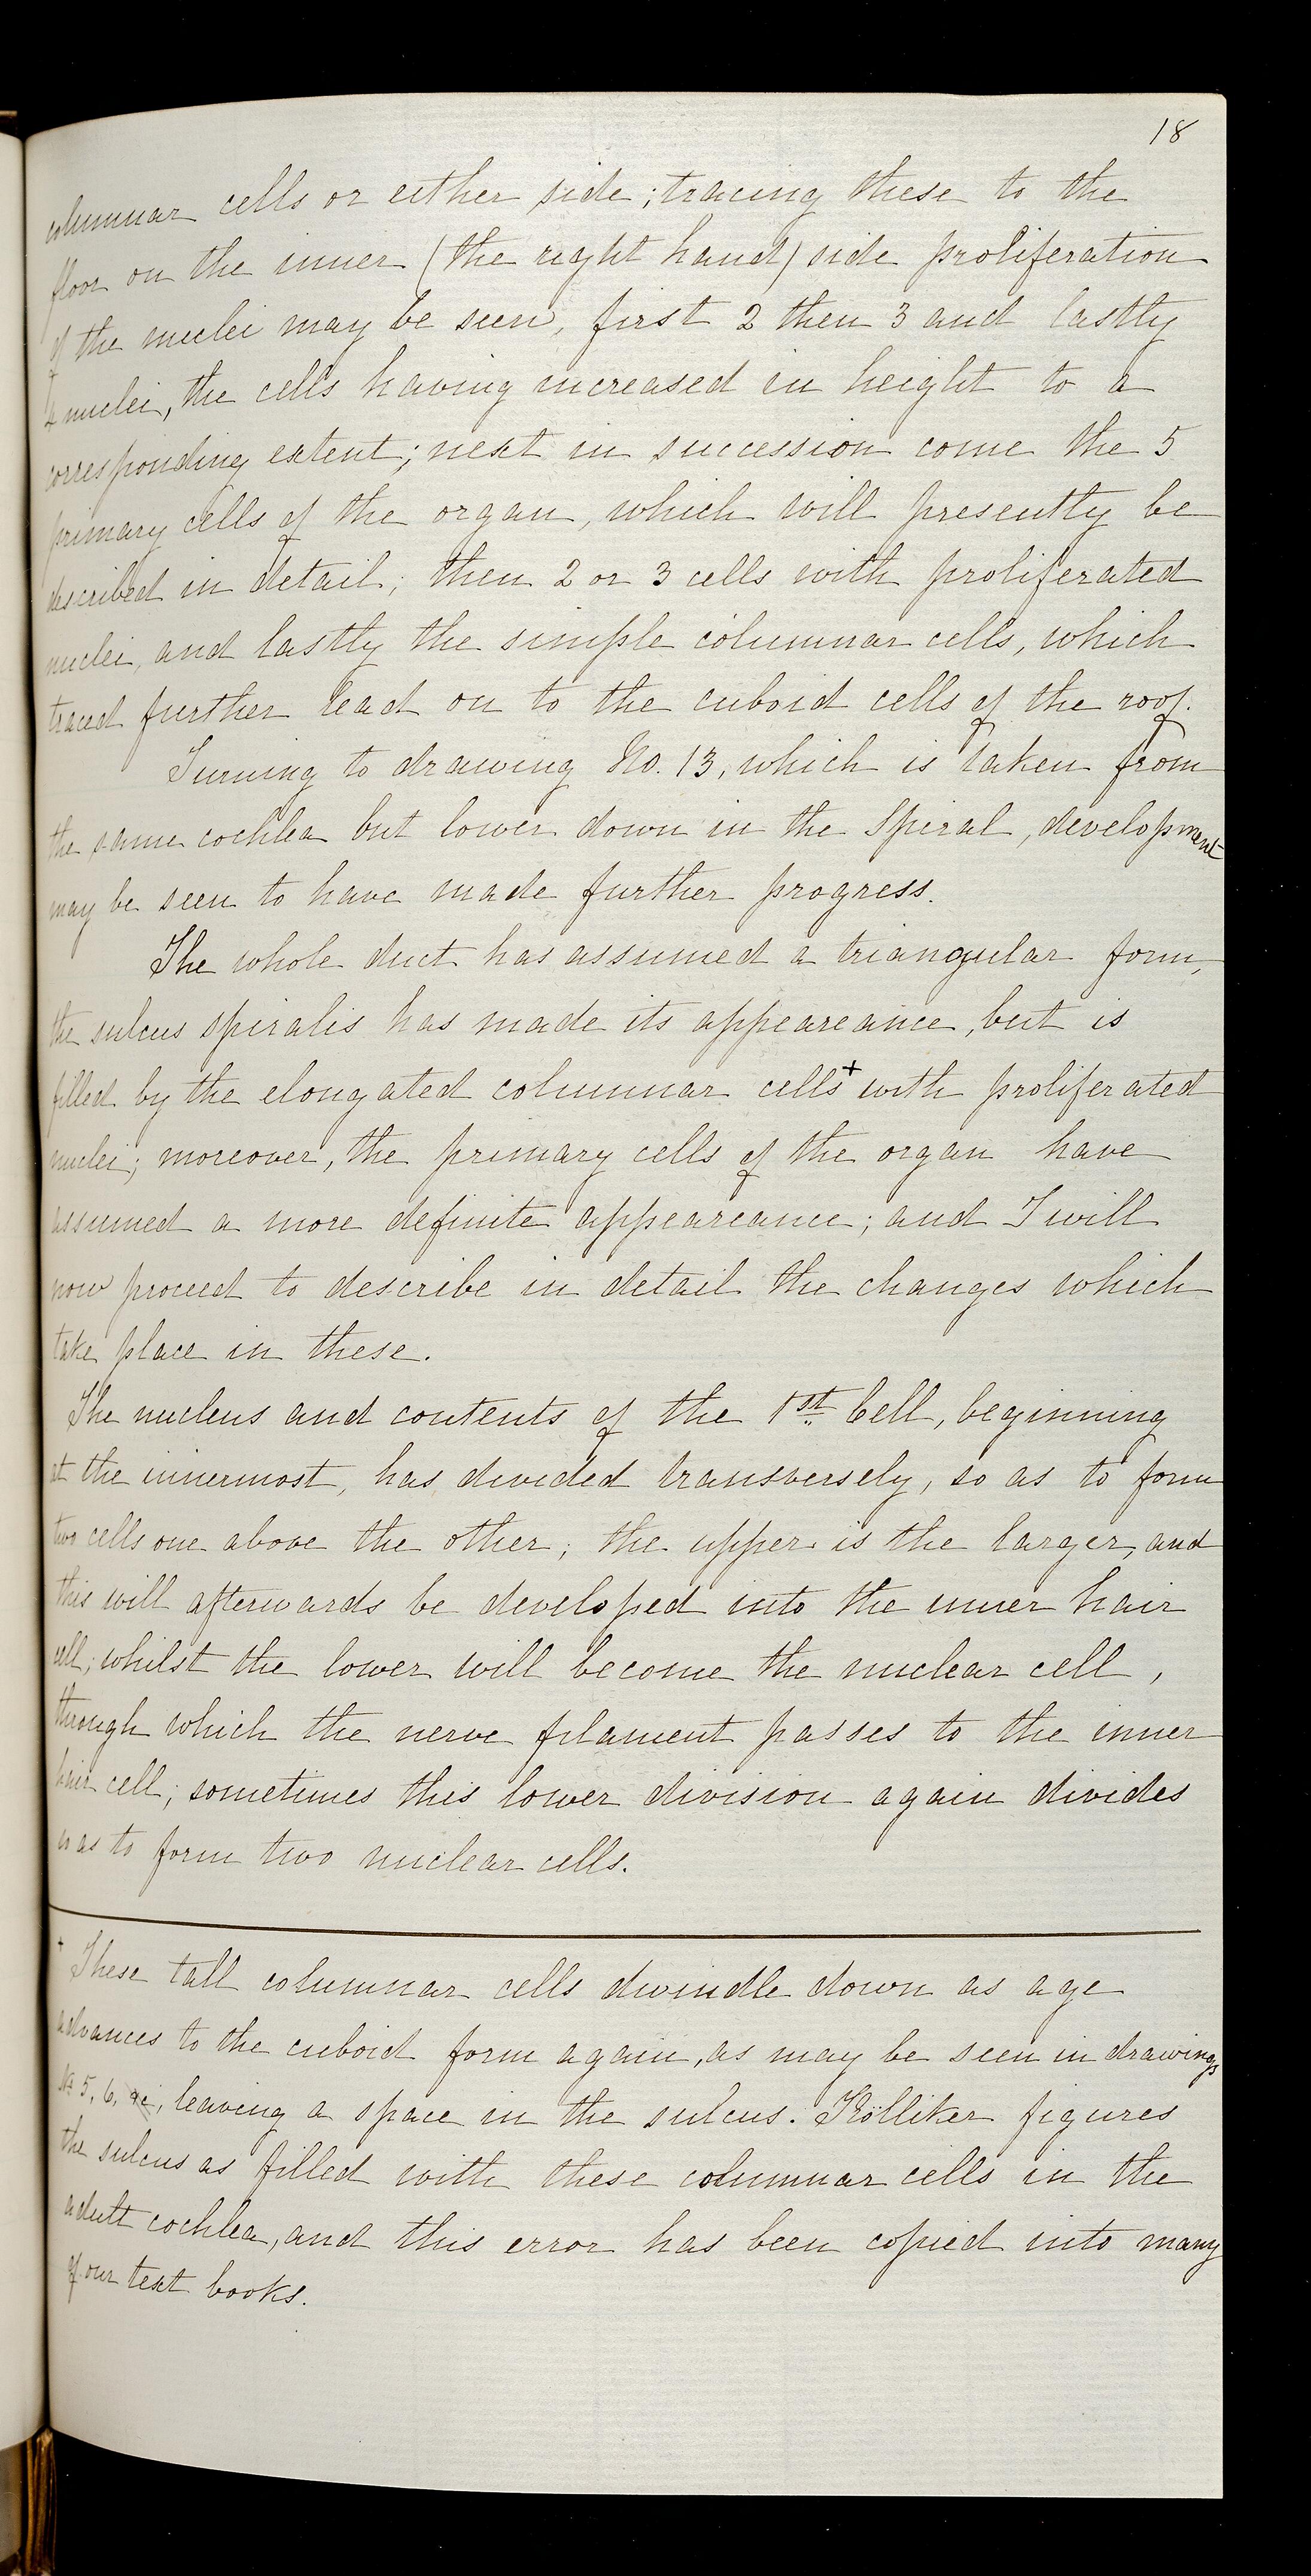 18
columnar cells or either side; tracing these to the
floor on the inner (the right hand) side proliferation
of the nuclei may be seen, first 2 then 3 and lastly
4 nuclei, the cells having increased in height to a
corresponding extent; next in succession come the 5
primary cells of the organ, which will presently be
described in detail; then 2 or 3 cells with proliferated
nuclei, and lastly the simple columnar cells, which
traced further lead on to the cuboid cells of the roof.
Turning to drawing No. 13, which is taken from
the same cochlea but lower down in the Spiral, development
may be seen to have made further progress.
The whole duct has assumed a triangular form,
the sulcus spiralis has made its appeareance, but is
filled by the elongated columnar cells+ with proliferated
nuclei; moreover, the primary cells of the organ have
assumed a more definite appeareance; and I will
now proceed to describe in detail the changes which
take place in these.
The nucleus and contents of the 1st Cell, beginning
at the innermost, has divided transversely, so as to form
two cells one above the other; the upper is the larger, and
this will afterwards be developed into the inner hair
cell; whilst the lower will become the nuclear cell,
through which the nerve filament passes to the inner
hair cell; sometimes this lower division again divides
so as to form two nuclear cells.
+ These tall columnar cells dwindle down as age
advances to the cuboid form again, as may be seen in drawings
No 5, 6, leaving a space in the sulcus. Kölliker figures
the sulcus as filled with these columnar cells in the
adult cochlea, and this error has been copied into many
of our text books.